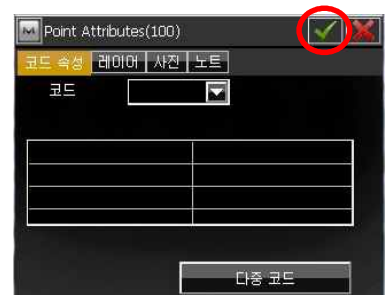 Point Attributes(100)
코드 속성 레이어 사진 노트
코드
다중 코드